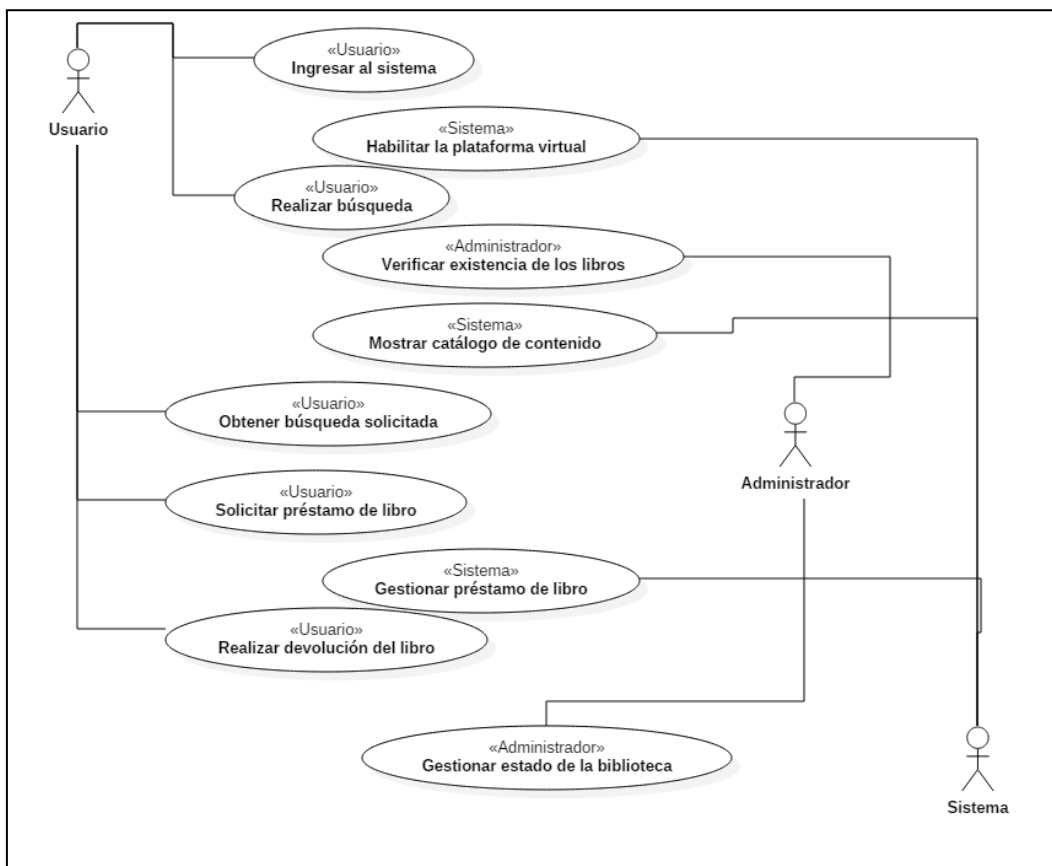 «Usuario»
Ingresar al sistema
Usuario
«Sistema»
Habilitar la plataforma virtual
«Usuario»
Realizar búsqueda
«Administrador»
Verificar existencia de los libros
«Sistema»
Mostrar catálogo de contenido
«Usuario»
Obtener búsqueda solicitada
Administrador
«Usuario»
Solicitar préstamo de libro
«Sistema»
Gestionar préstamo de libro
«Usuario»
Realizar devolución del libro
«Administrador»
Gestionar estado de la biblioteca
Sistema